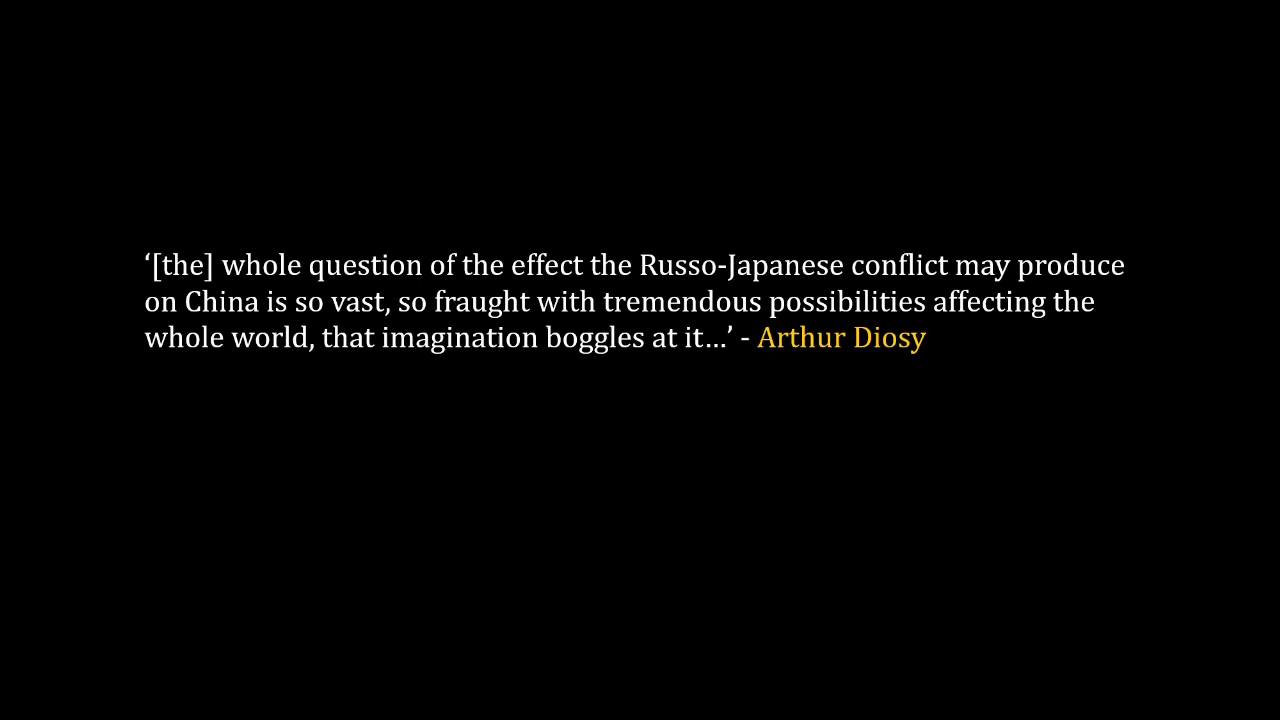 ‘[the] whole question of the effect the Russo-Japanese conflict may produce
on China is so vast, so fraught with tremendous possibilities affecting the
whole world, that imagination boggles at it…’ - Arthur Diosy